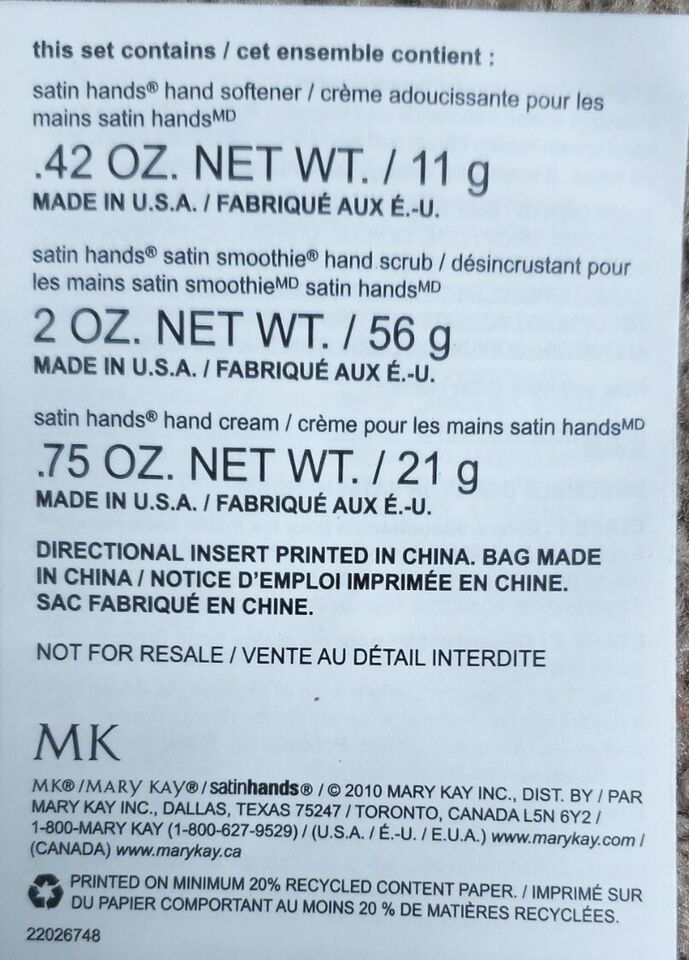 this set contains / cet ensemble contient :
satin hands® hand softener / crème adoucissante pour les
mains satin handsMD
.42 OZ. NET WT. / 11 g
MADE IN U.S.A. / FABRIQUÉ AUX É.-U.
satin hands® satin smoothie® hand scrub / désincrustant pour
les mains satin smoothieMD satin handsMD
2 OZ. NET WT. / 56 g
MADE IN U.S.A. / FABRIQUÉ AUX É.-U.
satin hands® hand cream / crème pour les mains satin handsMD
.75 OZ. NET WT. / 21 g
MADE IN U.S.A. / FABRIQUÉ AUX É.-U.
DIRECTIONAL INSERT PRINTED IN CHINA. BAG MADE
IN CHINA / NOTICE D'EMPLOI IMPRIMÉE EN CHINE.
SAC FABRIQUÉ EN CHINE.
NOT FOR RESALE / VENTE AU DÉTAIL INTERDITE
MK
MK® / MARY KAY® / satinhands® / © 2010 MARY KAY INC., DIST. BY / PAR
MARY KAY INC., DALLAS, TEXAS 75247 / TORONTO, CANADA L5N 6Y2 /
1-800-MARY KAY (1-800-627-9529) / (U.S.A. / É.-U. / E.U.A.) www.marykay.com /
(CANADA) www.marykay.ca
PRINTED ON MINIMUM 20% RECYCLED CONTENT PAPER. / IMPRIMÉ SUR
DU PAPIER COMPORTANT AU MOINS 20 % DE MATIÈRES RECYCLÉES.
22026748